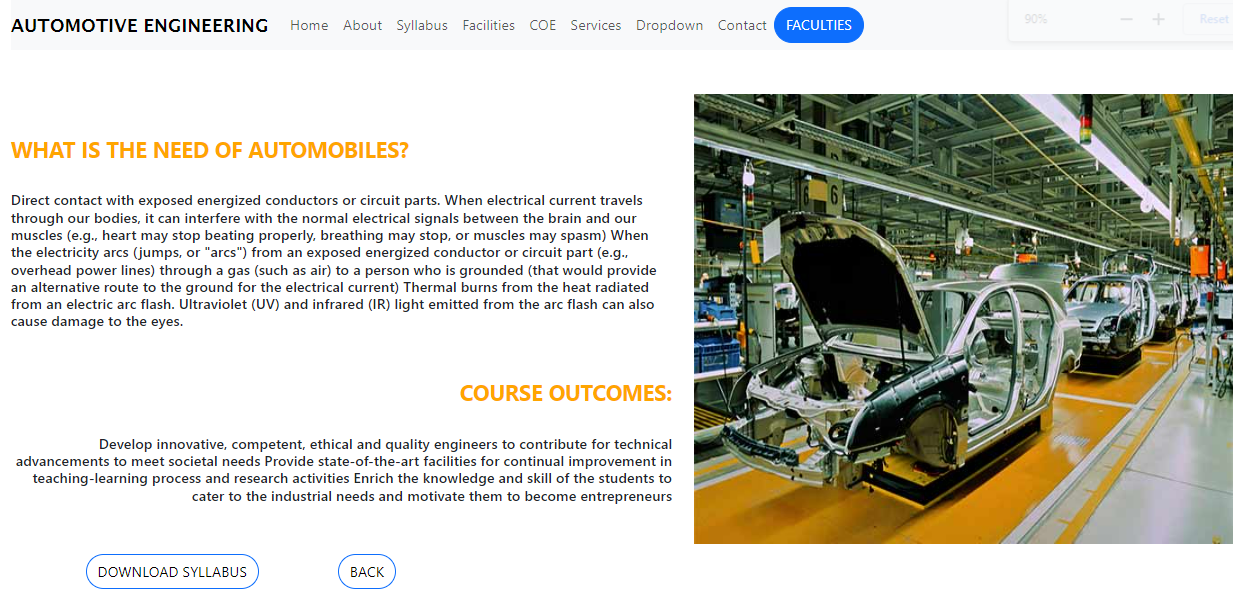 AUTOMOTIVE ENGINEERING Home About Syllabus Facilities COE Services Dropdown Contact FACULTIES 90% Reset
WHAT IS THE NEED OF AUTOMOBILES?
Direct contact with exposed energized conductors or circuit parts. When electrical current travels
through our bodies, it can interfere with the normal electrical signals between the brain and our
muscles (e.g., heart may stop beating properly, breathing may stop, or muscles may spasm) When
the electricity arcs (jumps, or "arcs") from an exposed energized conductor or circuit part (e.g.,
overhead power lines) through a gas (such as air) to a person who is grounded (that would provide
an alternative route to the ground for the electrical current) Thermal burns from the heat radiated
from an electric arc flash. Ultraviolet (UV) and infrared (IR) light emitted from the arc flash can also
cause damage to the eyes.
COURSE OUTCOMES:
Develop innovative, competent, ethical and quality engineers to contribute for technical
advancements to meet societal needs Provide state-of-the-art facilities for continual improvement in
teaching-learning process and research activities Enrich the knowledge and skill of the students to
cater to the industrial needs and motivate them to become entrepreneurs
DOWNLOAD SYLLABUS BACK
6 6